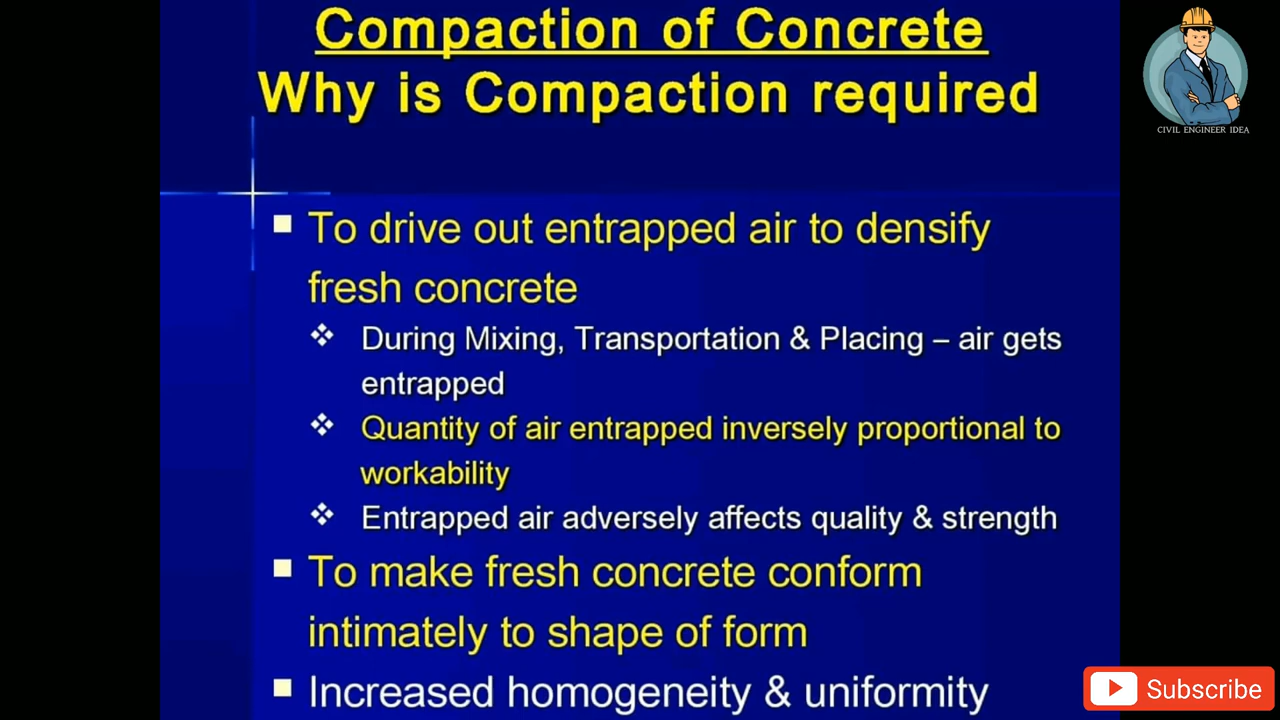 Compaction of Concrete
Why is Compaction required
CIVIL ENGINEER IDEA
To drive out entrapped air to densify
fresh concrete
During Mixing, Transportation & Placing – air gets
entrapped
Quantity of air entrapped inversely proportional to
workability
Entrapped air adversely affects quality & strength
To make fresh concrete conform
intimately to shape of form
Increased homogeneity & uniformity
Subscribe